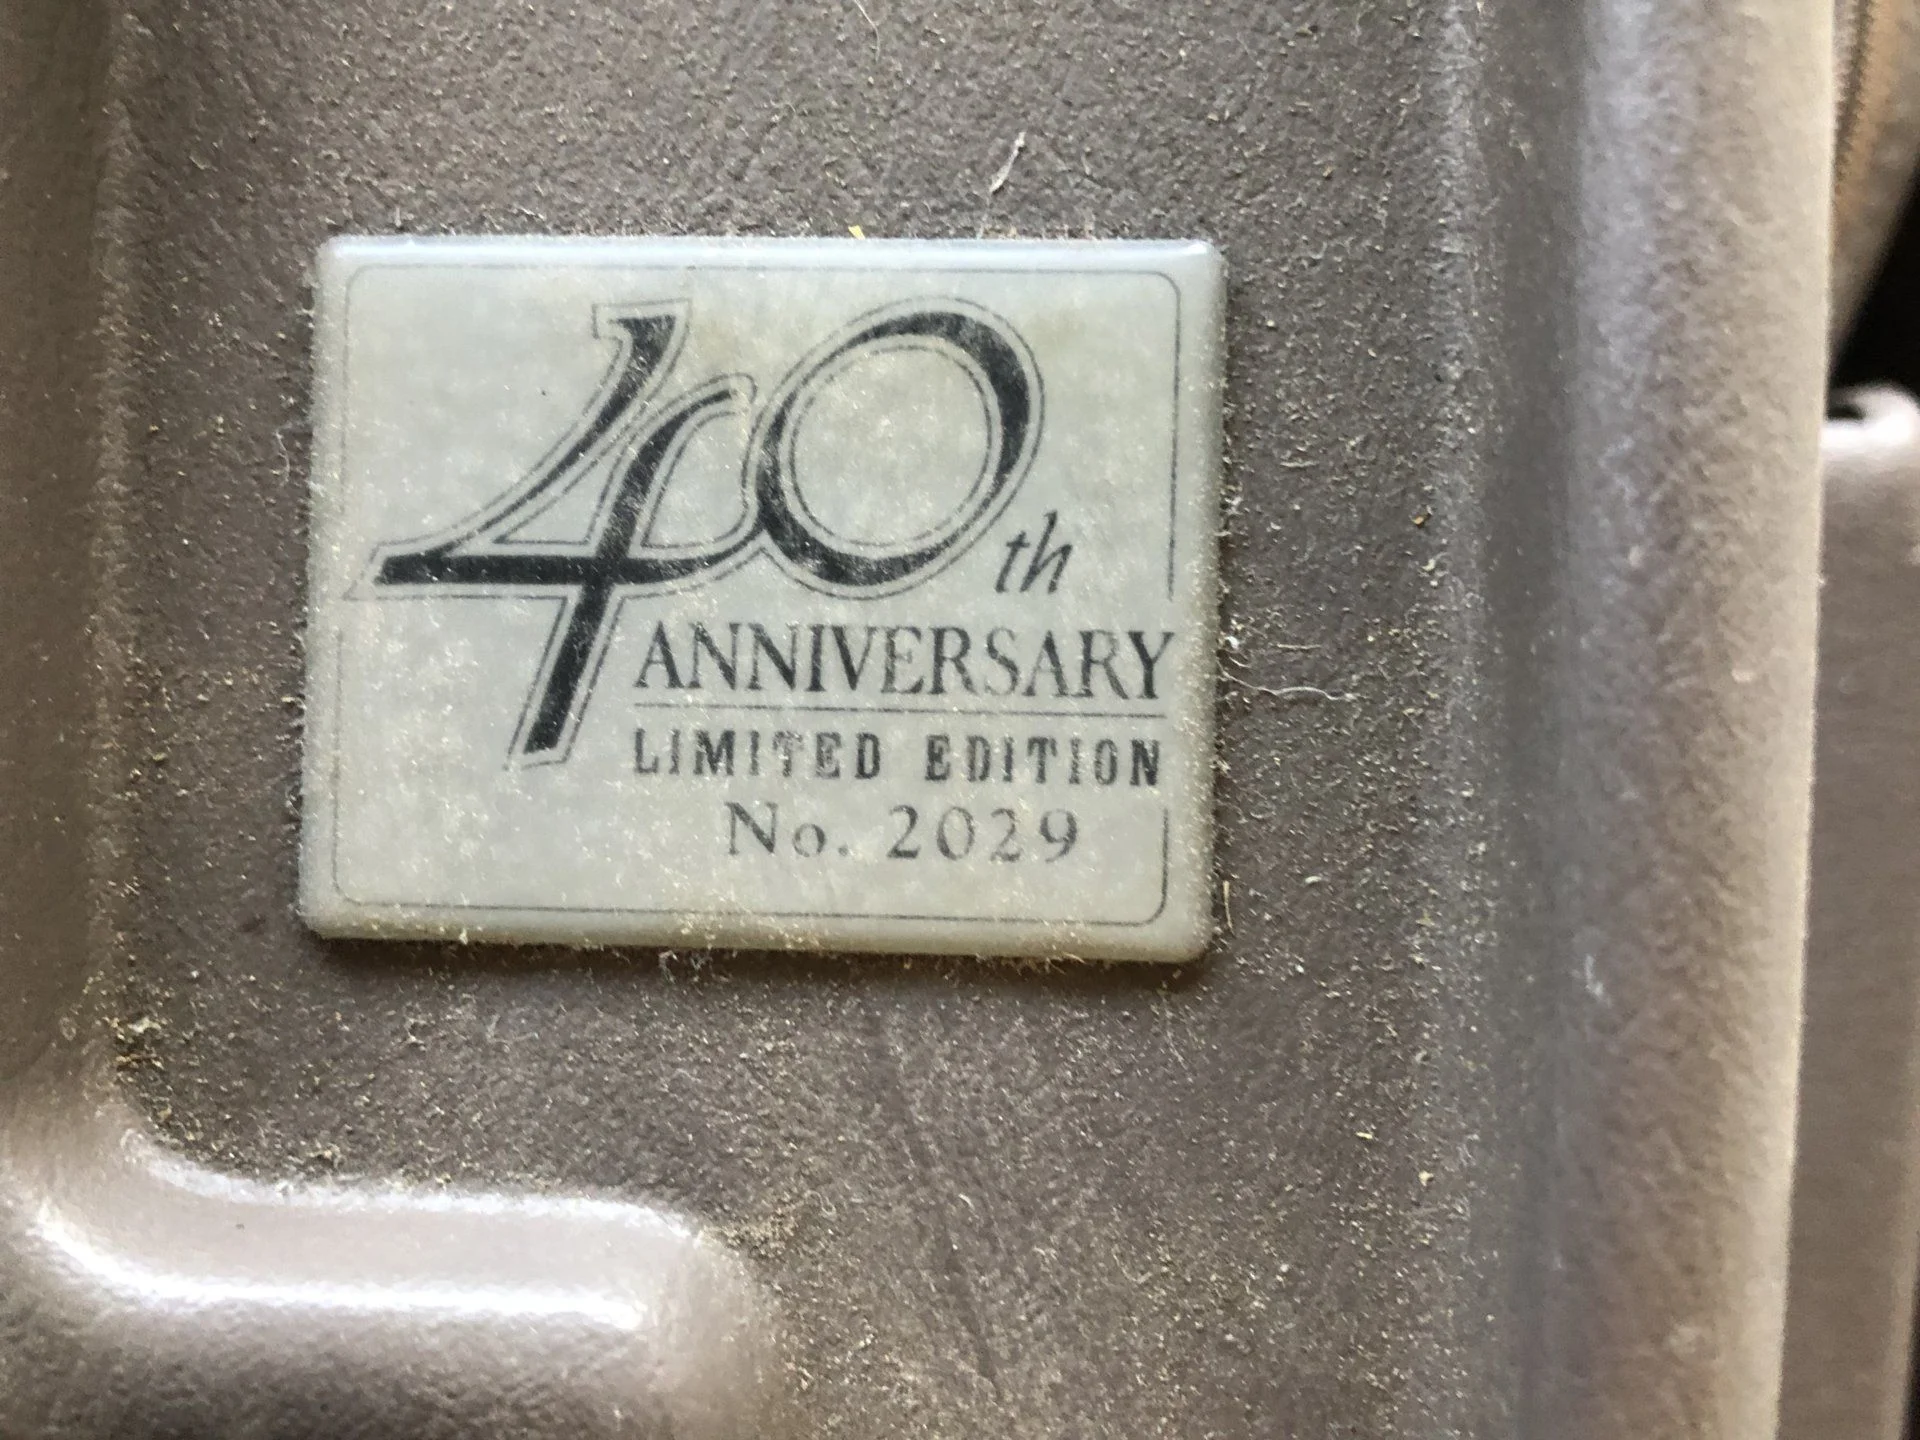 40th
ANNIVERSARY
LIMITED EDITION
No. 2029